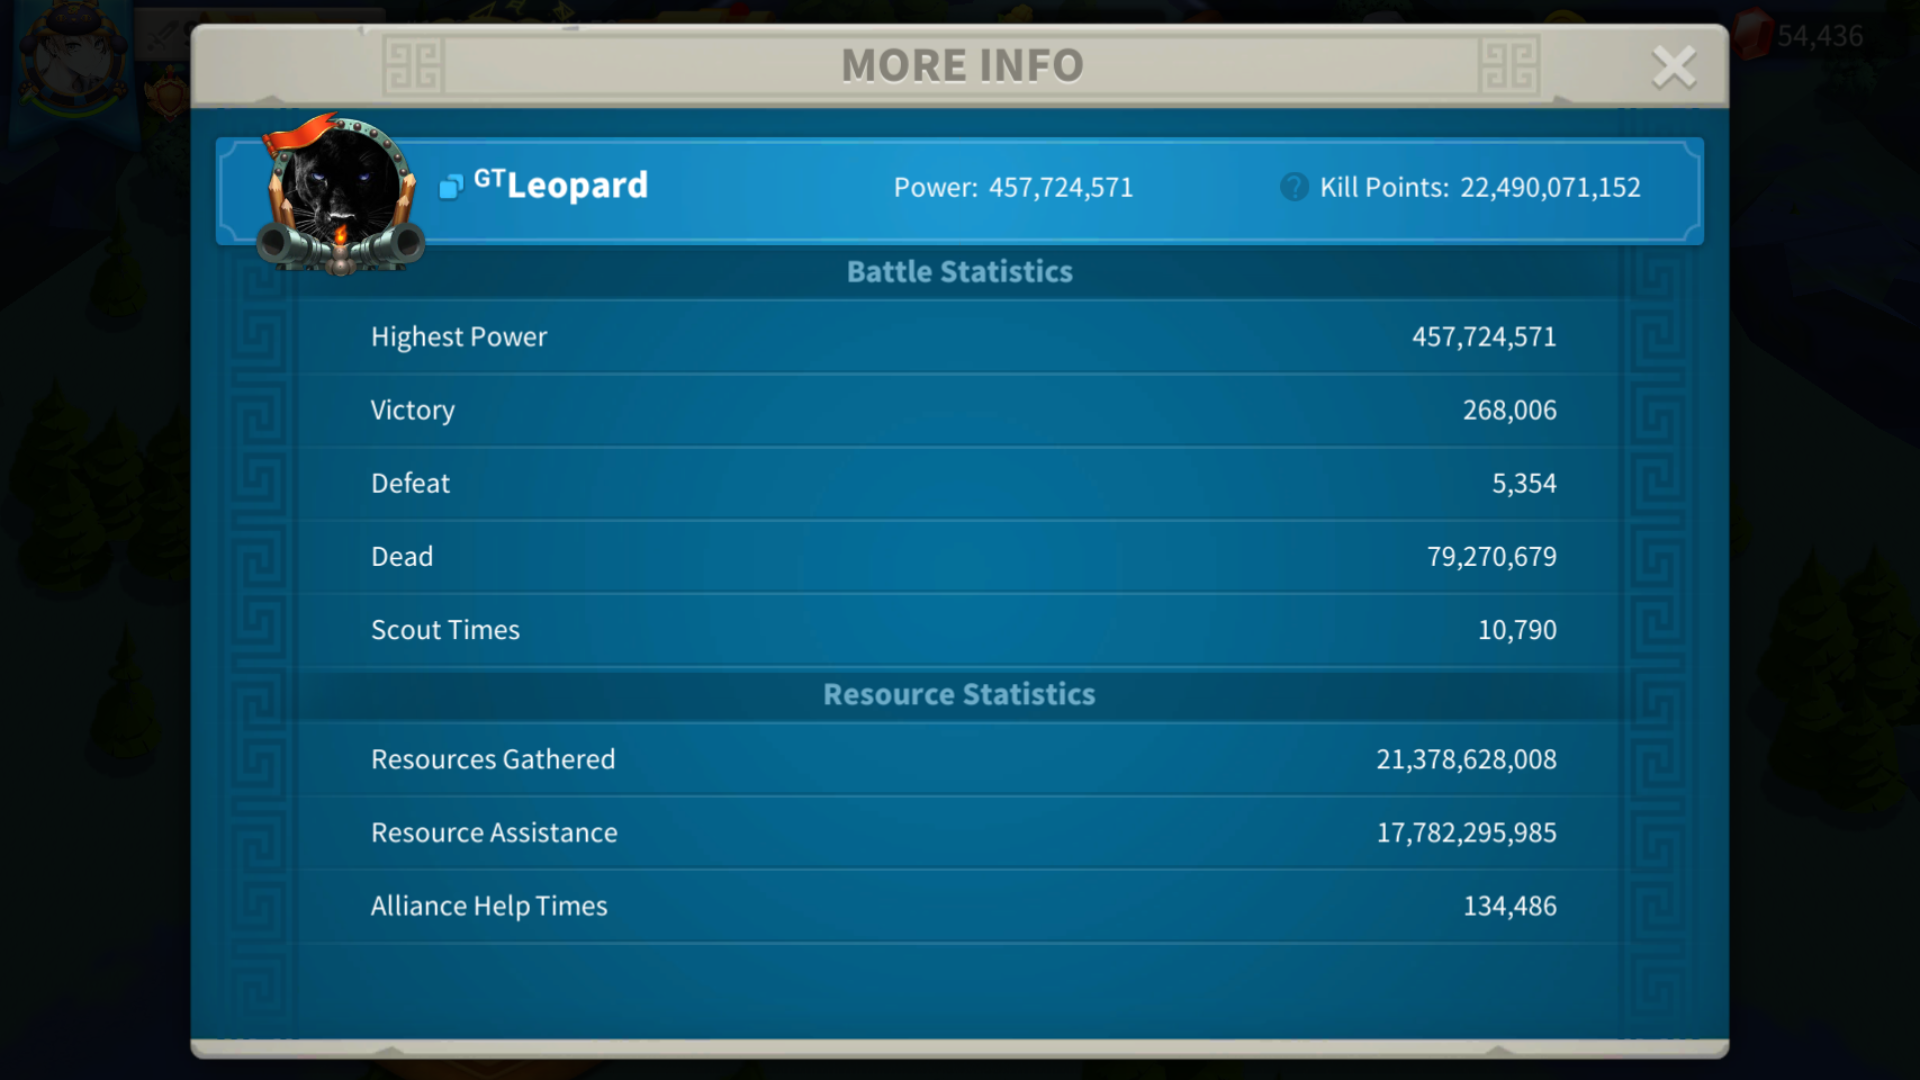 54,436
MORE INFO
ᴳᵀLeopard
Power: 457,724,571
Kill Points: 22,490,071,152
Battle Statistics
Highest Power 457,724,571
Victory 268,006
Defeat 5,354
Dead 79,270,679
Scout Times 10,790
Resource Statistics
Resources Gathered 21,378,628,008
Resource Assistance 17,782,295,985
Alliance Help Times 134,486